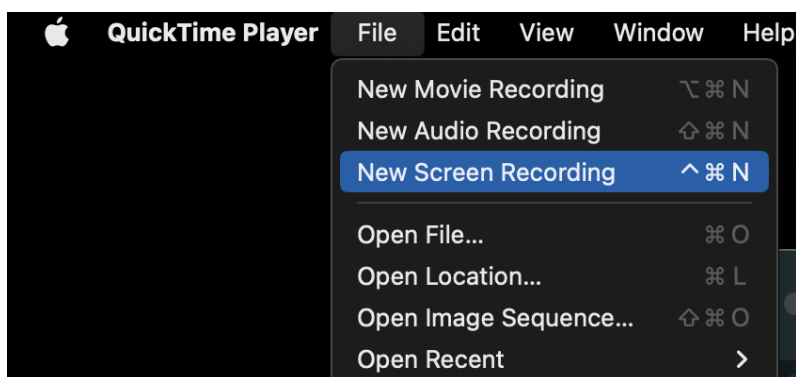 QuickTime Player File Edit View Window Help
New Movie Recording ⌥⌘N
New Audio Recording ⇧⌘N
New Screen Recording ^⌘N
Open File... ⌘O
Open Location... ⌘L
Open Image Sequence... ⇧⌘O
Open Recent >